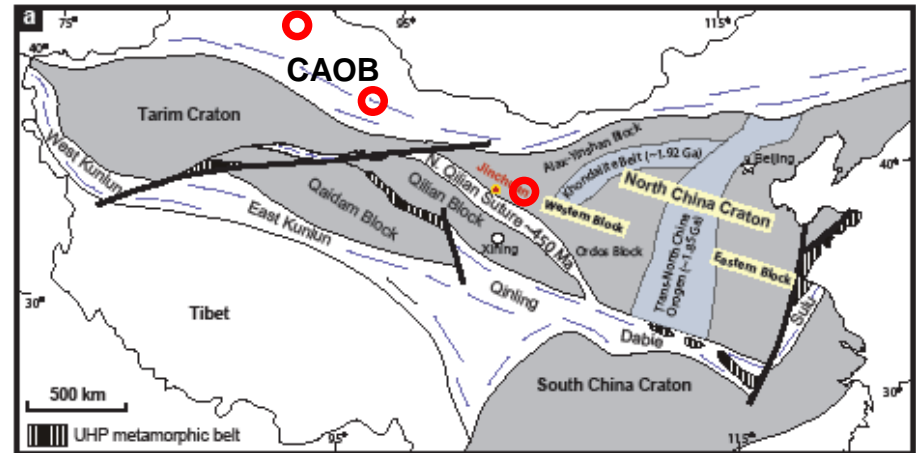 a
75°
95°
115°
40°
CAOB
Tarim Craton
West Kunlun
East Kunlun
Qaidam Block
Qilian Block
N. Qilian Suture ~450 Ma
Xining
Alax-Yinshan Block
Khondalite Belt (~1.92 Ga)
Beijing
40°
North China Craton
Western Block
Ordos Block
Trans-North China
Orogen (~1.85 Ga)
Eastern Block
30°
Tibet
Qinling
Dabie
Sulu
South China Craton
500 km
30°
UHP metamorphic belt
95°
115°